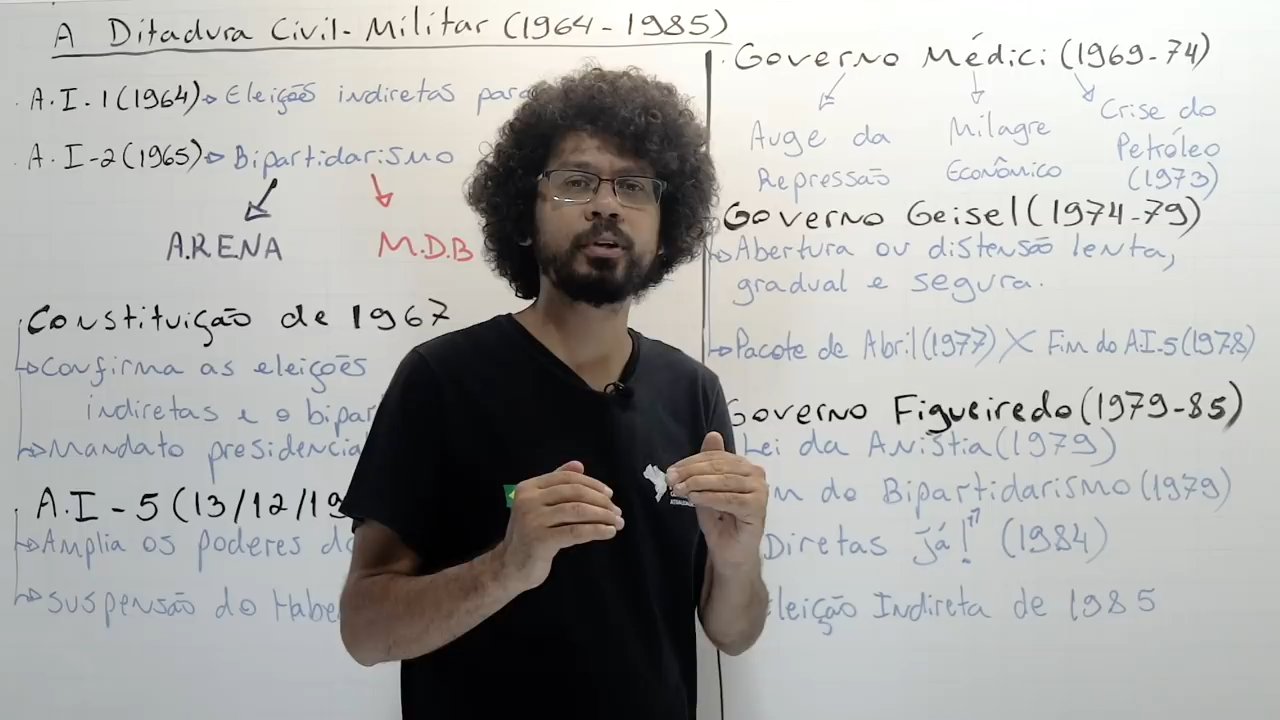 A Ditadura Civil-Militar (1964-1985)
A.I-1 (1964) Eleições indiretas para
A.I-2 (1965) Bipartidarismo
A.RENA
M.D.B
Constituição de 1967
Confirma as eleições
indiretas e o bipar
Mandato presidencia
A.I-5 (13/12/19
Amplia os poderes do
suspensão do Habe
Governo Médici (1969-74)
Auge da
Repressão
Milagre
Econômico
Crise do
Petróleo
(1973)
Governo Geisel (1974-79)
Abertura ou distensão lenta,
gradual e segura.
Pacote de Abril (1977) X Fim do A.I-5 (1978)
Governo Figueiredo (1979-85)
Lei da Anistia (1979)
m do Bipartidarismo (1979)
Diretas já!" (1984)
leição Indireta de 1985